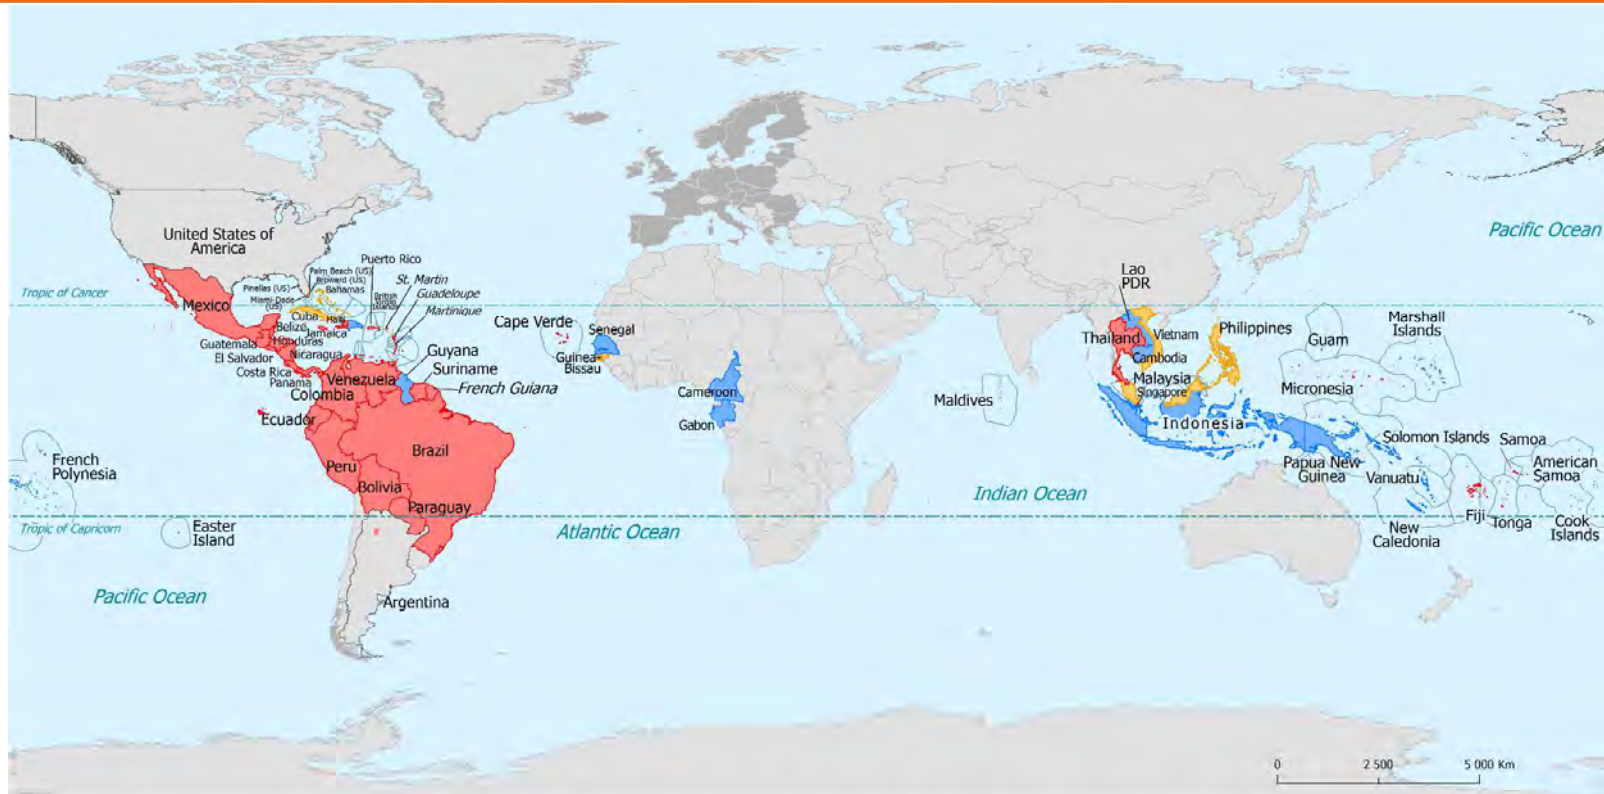 United States of
America
Pacific Ocean
Puerto Rico
Palm Beach (US)
Broward (US)
Bahamas
Pinellas (US)
Miami-Dade
(US)
St. Martin
Guadeloupe
Martinique
British
Islands
Tropic of Cancer
Mexico
Cuba
Haiti
Belize
Jamaica
Guatemala
Honduras
El Salvador
Nicaragua
Costa Rica
Panama
Venezuela
Colombia
Guyana
Suriname
French Guiana
Ecuador
Brazil
Peru
Bolivia
Paraguay
French
Polynesia
Tropic of Capricorn
Easter
Island
Pacific Ocean
Argentina
Atlantic Ocean
Cape Verde
Senegal
Guinea-
Bissau
Cameroon
Gabon
Maldives
Indian Ocean
Lao
PDR
Thailand
Vietnam
Cambodia
Philippines
Malaysia
Singapore
Indonesia
Guam
Marshall
Islands
Micronesia
Papua New
Guinea
Solomon Islands
Samoa
American
Samoa
Vanuatu
New
Caledonia
Fiji
Tonga
Cook
Islands
0 2 500 5 000 Km